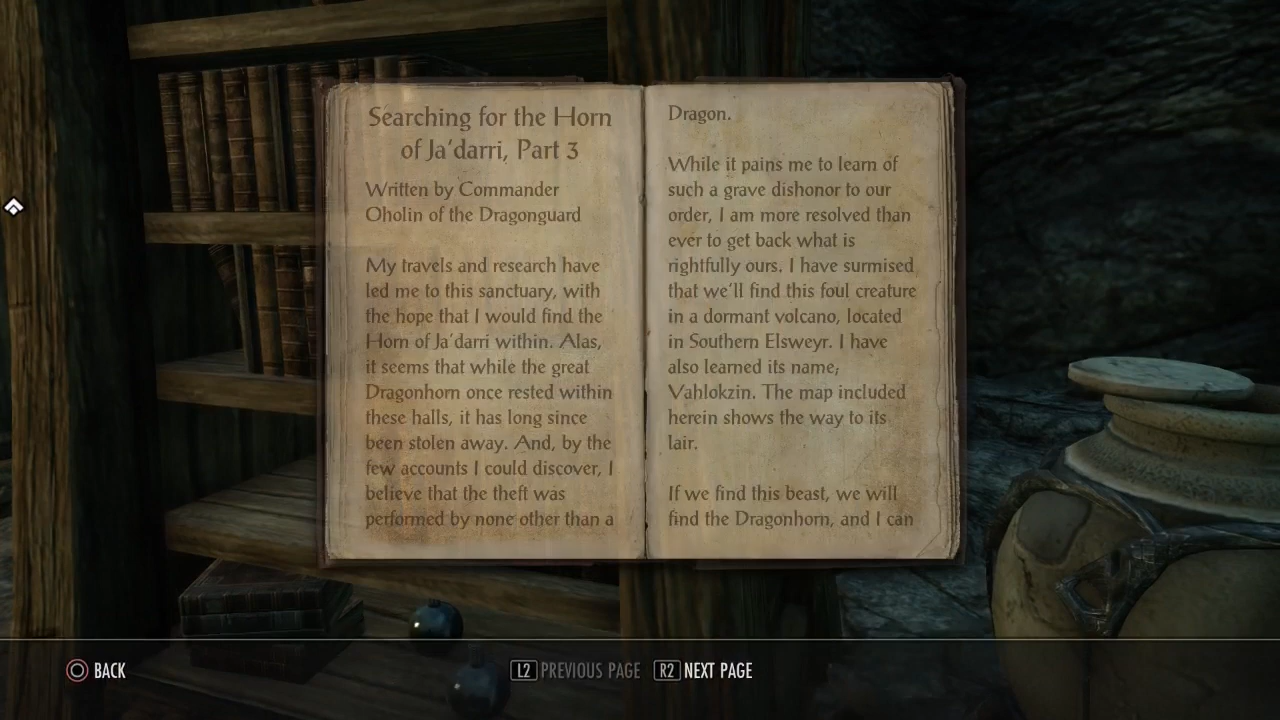 Searching for the Horn
of Ja'darri, Part 3
Written by Commander
Oholin of the Dragonguard
My travels and research have
led me to this sanctuary, with
the hope that I would find the
Horn of Ja'darri within. Alas,
it seems that while the great
Dragonhorn once rested within
these halls, it has long since
been stolen away. And, by the
few accounts I could discover, I
believe that the theft was
performed by none other than a
Dragon.
While it pains me to learn of
such a grave dishonor to our
order, I am more resolved than
ever to get back what is
rightfully ours. I have surmised
that we'll find this foul creature
in a dormant volcano, located
in Southern Elsweyr. I have
also learned its name;
Vahlokzin. The map included
herein shows the way to its
lair.
If we find this beast, we will
find the Dragonhorn, and I can
BACK
L2 PREVIOUS PAGE R2 NEXT PAGE